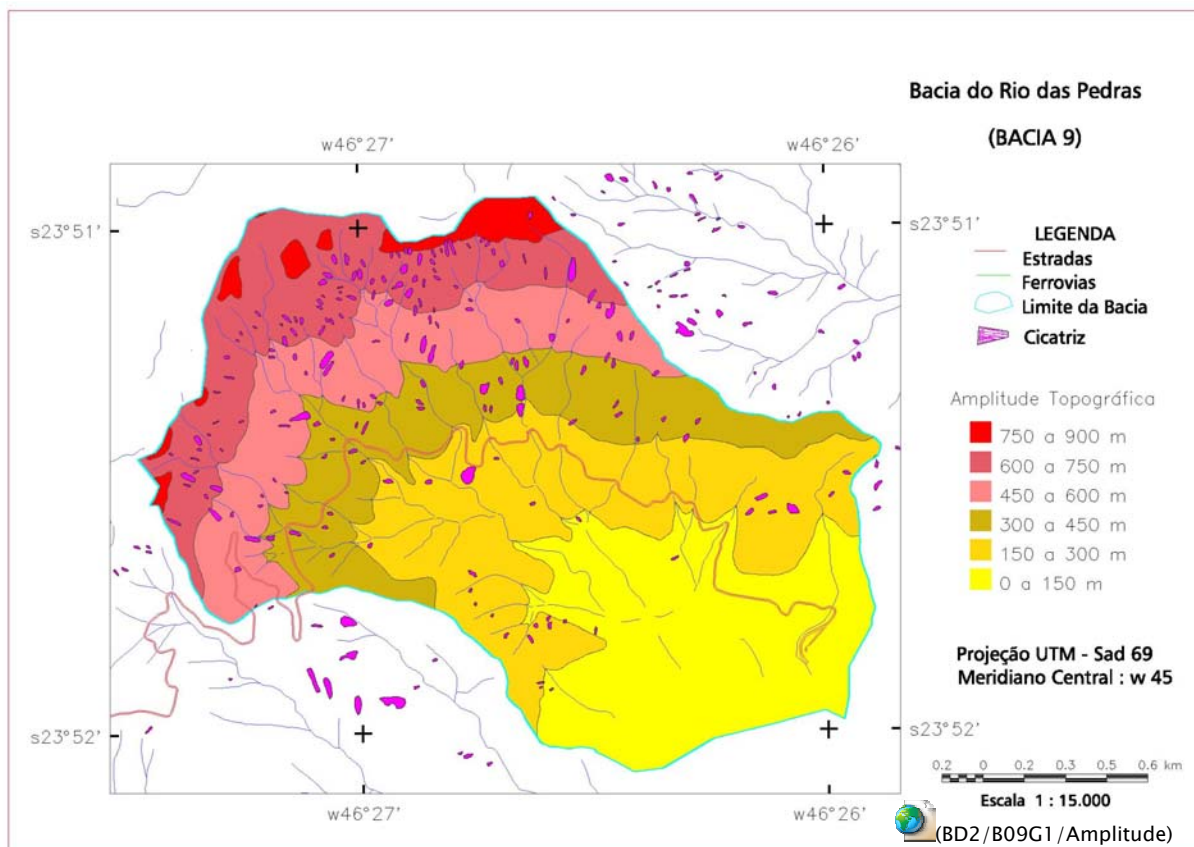 Bacia do Rio das Pedras
(BACIA 9)
w46°27' w46°26'
s23°51' s23°51'
LEGENDA
Estradas
Ferrovias
Limite da Bacia
Cicatriz
Amplitude Topográfica
750 a 900 m
600 a 750 m
450 a 600 m
300 a 450 m
150 a 300 m
0 a 150 m
Projeção UTM - Sad 69
Meridiano Central : w 45
s23°52' s23°52'
0.2 0 0.2 0.3 0.5 0.6 km
Escala 1 : 15.000
w46°27' w46°26'
(BD2/B09G1/Amplitude)